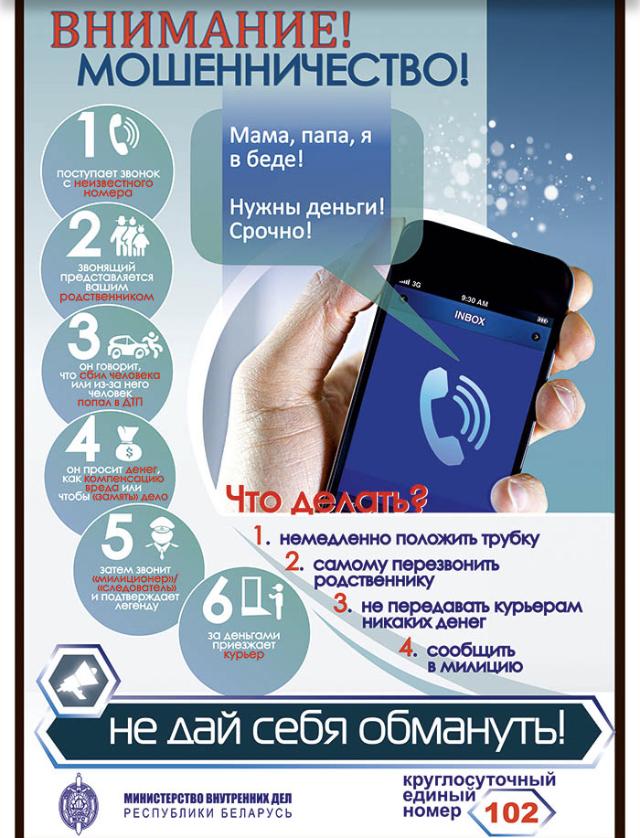 ВНИМАНИЕ!
МОШЕННИЧЕСТВО!
1
поступает звонок
с неизвестного
номера
2
звонящий
представляется
вашим
родственником
3
он говорит,
что сбил человека
или из-за него
человек
попал в ДТП
4
он просит денег,
как компенсацию
вреда или
чтобы «замять» дело
5
затем звонит
«милиционер»/
«следователь»
и подтверждает
легенду
6
за деньгами
приезжает
курьер
Мама, папа, я
в беде!
Нужны деньги!
Срочно!
3G
9:30 AM
INBOX
Что делать?
1. немедленно положить трубку
2. самому перезвонить
родственнику
3. не передавать курьерам
никаких денег
4. сообщить
в милицию
не дай себя обмануть!
МИНИСТЕРСТВО ВНУТРЕННИХ ДЕЛ
РЕСПУБЛИКИ БЕЛАРУСЬ
круглосуточный
единый
номер 102